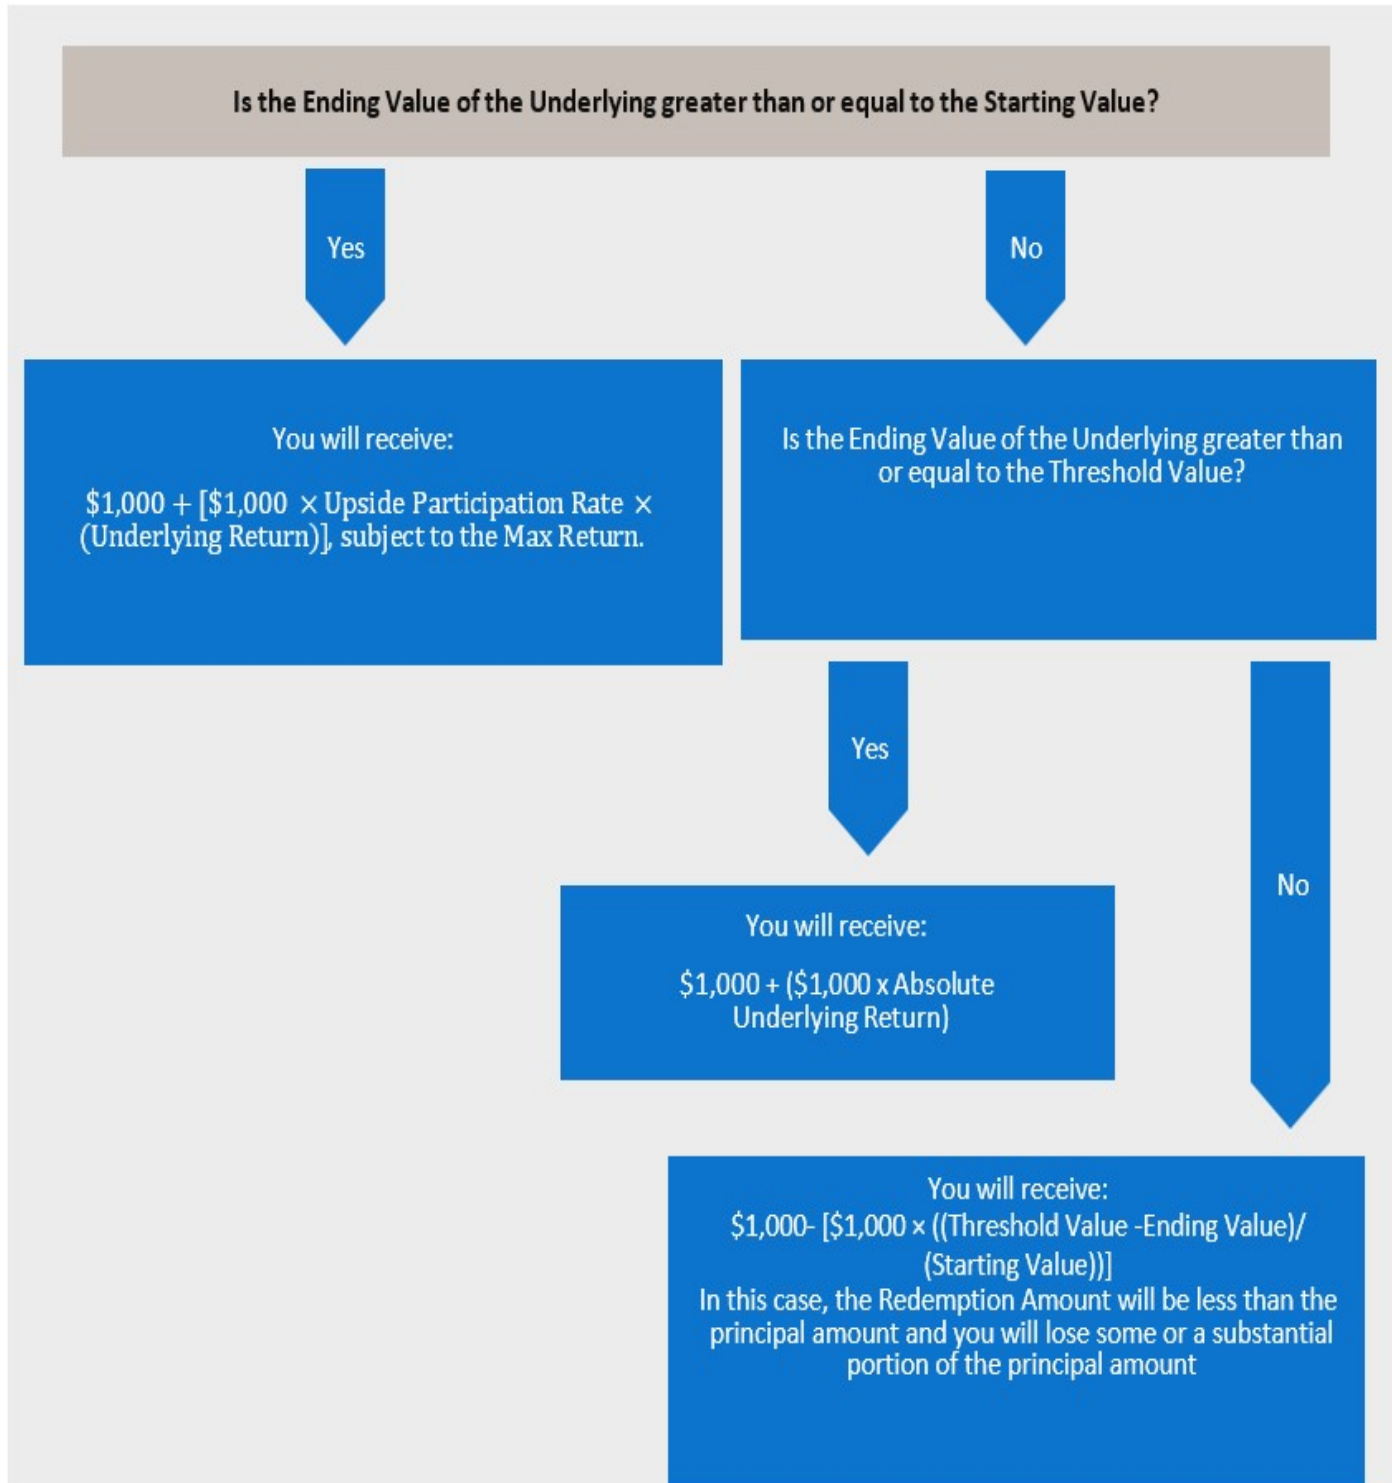 Is the Ending Value of the Underlying greater than or equal to the Starting Value?
Yes
No
You will receive:
$1,000 + [$1,000 × Upside Participation Rate ×
(Underlying Return)], subject to the Max Return.
Is the Ending Value of the Underlying greater than
or equal to the Threshold Value?
Yes
No
You will receive:
$1,000 + ($1,000 x Absolute
Underlying Return)
You will receive:
$1,000- [$1,000 × ((Threshold Value -Ending Value)/
(Starting Value))]
In this case, the Redemption Amount will be less than the
principal amount and you will lose some or a substantial
portion of the principal amount